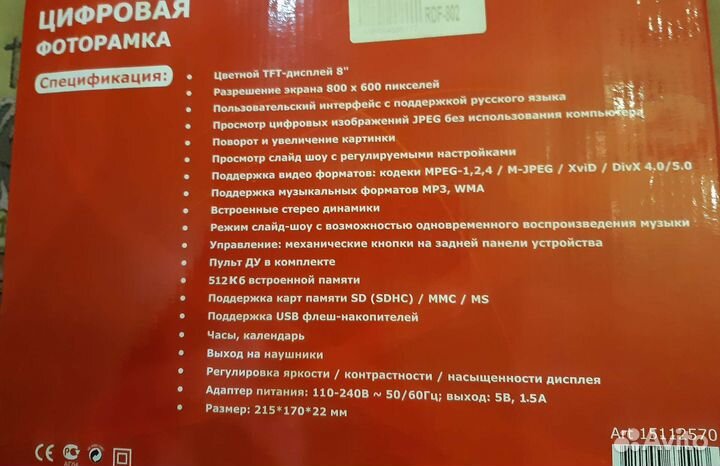 ЦИФРОВАЯ
ФОТОРАМКА
RDF-802
Спецификация:
Цветной TFT-дисплей 8"
Разрешение экрана 800 x 600 пикселей
Пользовательский интерфейс с поддержкой русского языка
Просмотр цифровых изображений JPEG без использования компьютера
Поворот и увеличение картинки
Просмотр слайд шоу с регулируемыми настройками
Поддержка видео форматов: кодеки MPEG-1,2,4 / M-JPEG / XviD / DivX 4.0/5.0
Поддержка музыкальных форматов MP3, WMA
Встроенные стерео динамики
Режим слайд-шоу с возможностью одновременного воспроизведения музыки
Управление: механические кнопки на задней панели устройства
Пульт ДУ в комплекте
512Кб встроенной памяти
Поддержка карт памяти SD (SDHC) / MMC / MS
Поддержка USB флеш-накопителей
Часы, календарь
Выход на наушники
Регулировка яркости / контрастности / насыщенности дисплея
Адаптер питания: 110-240В ~ 50/60Гц; выход: 5В, 1.5А
Размер: 215*170*22 мм
Art.15112570
CE
Avito